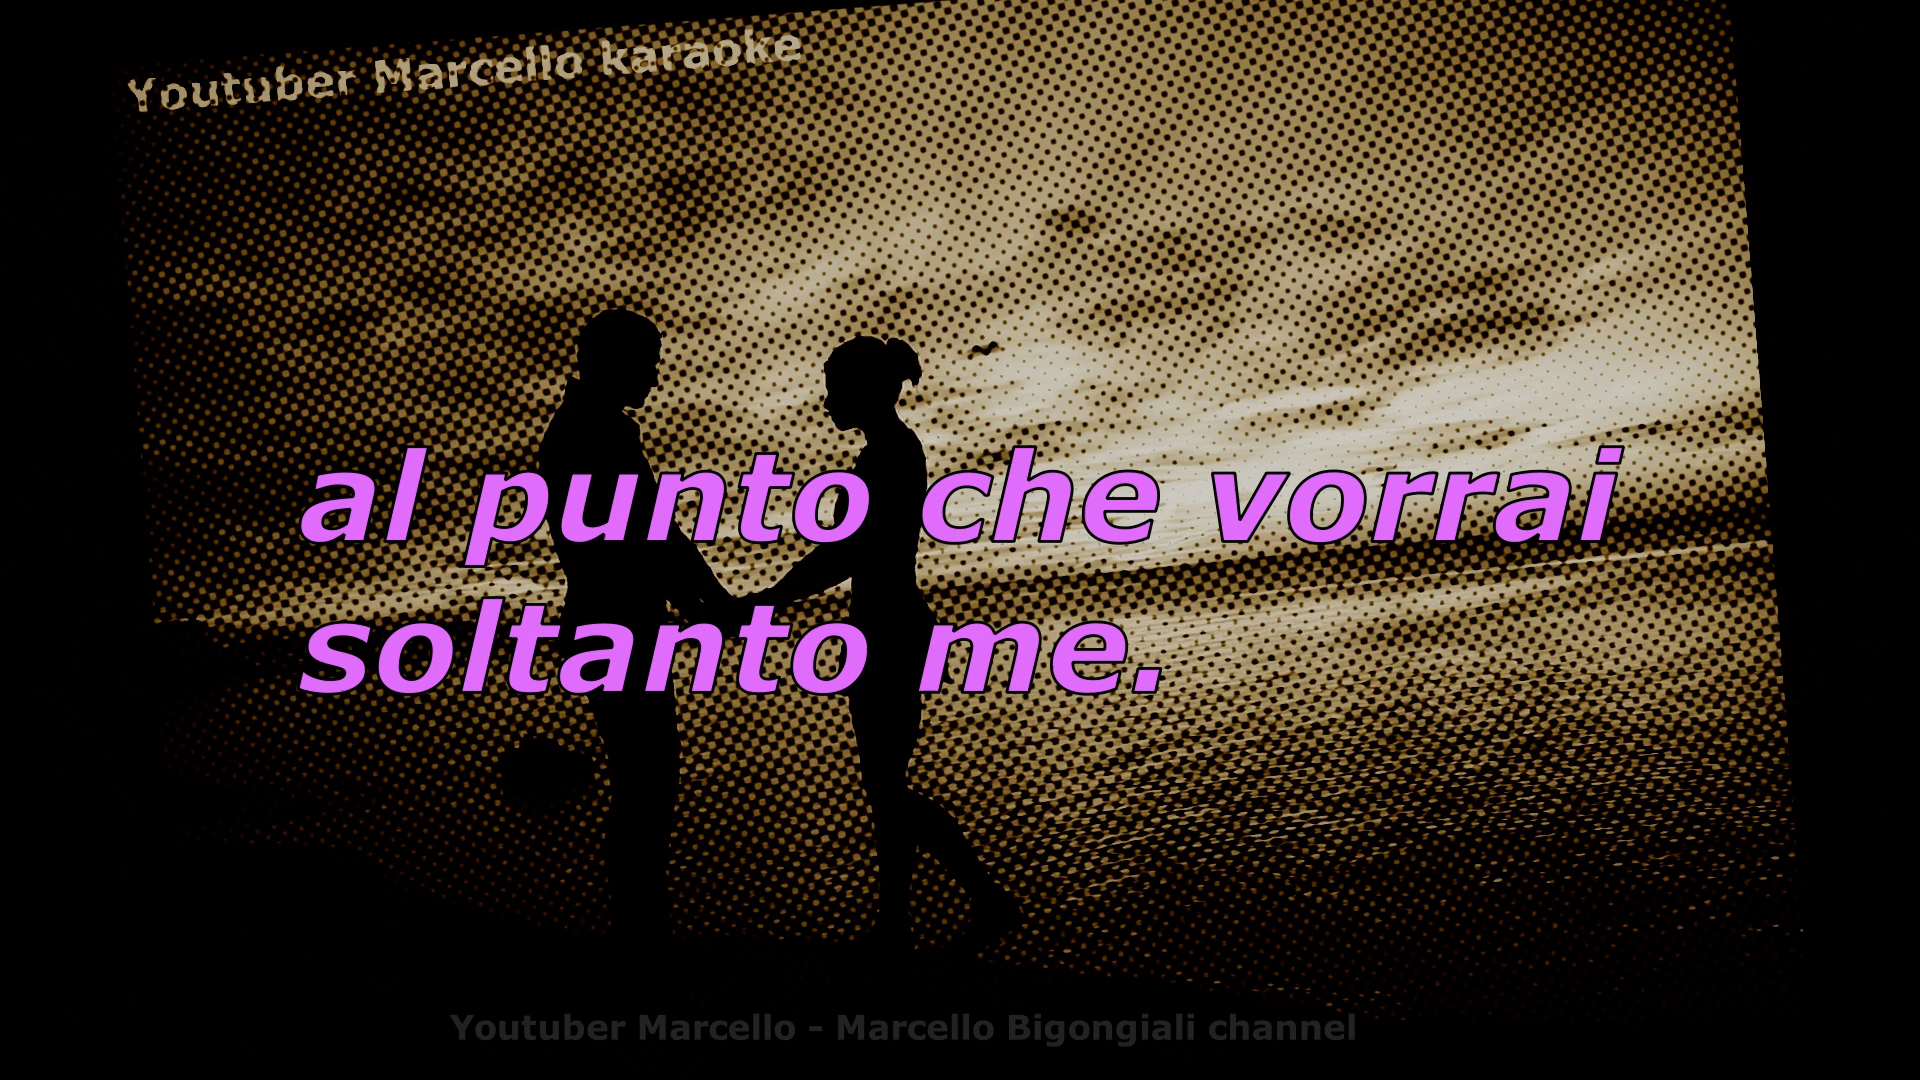 Youtuber Marcello karaoke
al punto che vorrai
soltanto me.
Youtuber Marcello - Marcello Bigongiali channel